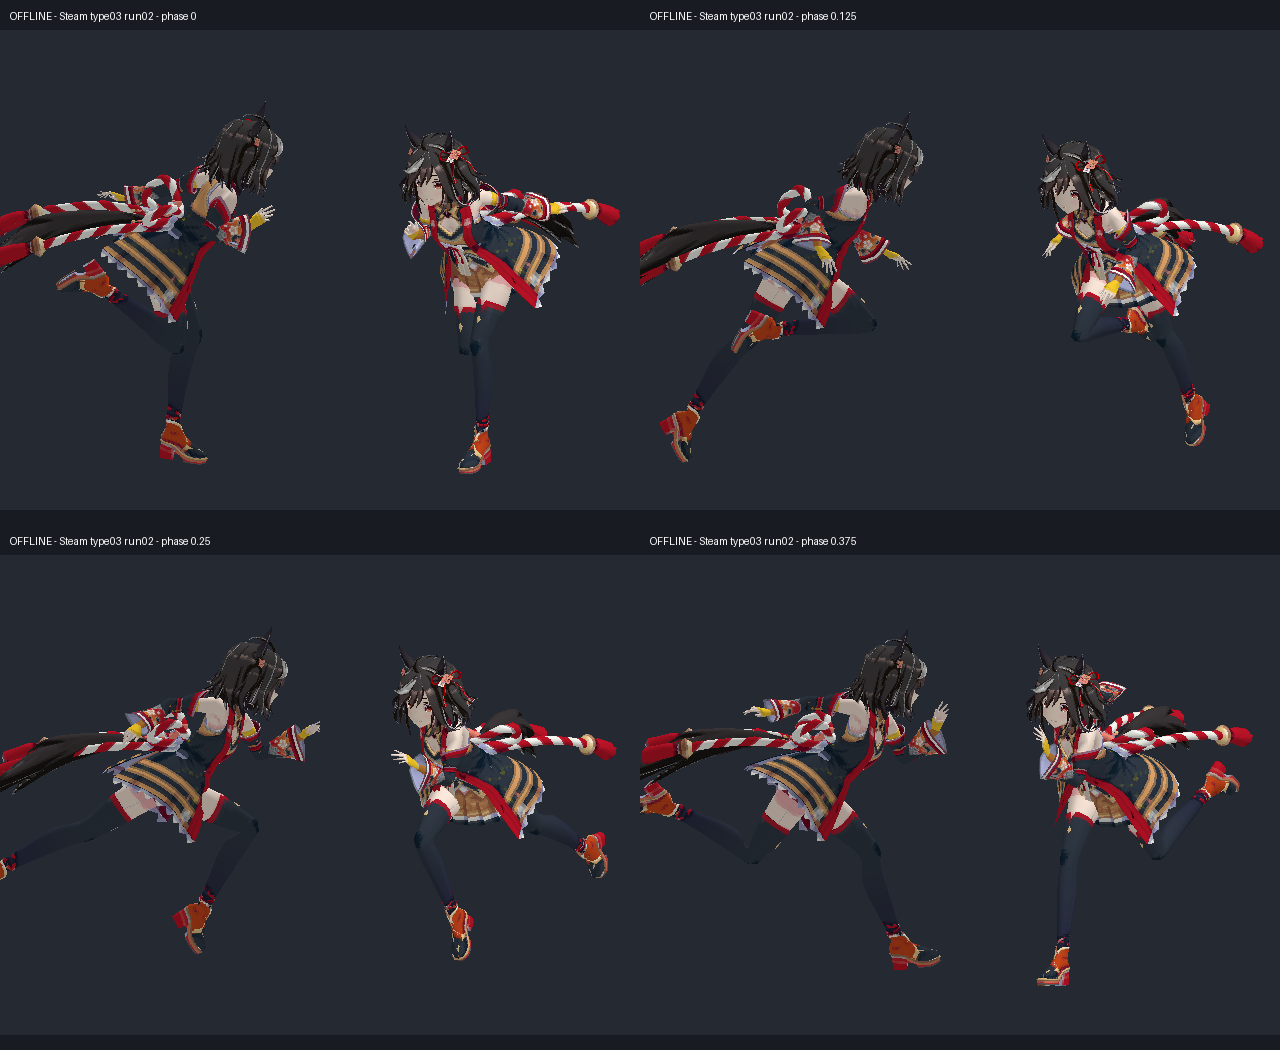 OFFLINE - Steam type03 run02 - phase 0
OFFLINE - Steam type03 run02 - phase 0.125
OFFLINE - Steam type03 run02 - phase 0.25
OFFLINE - Steam type03 run02 - phase 0.375